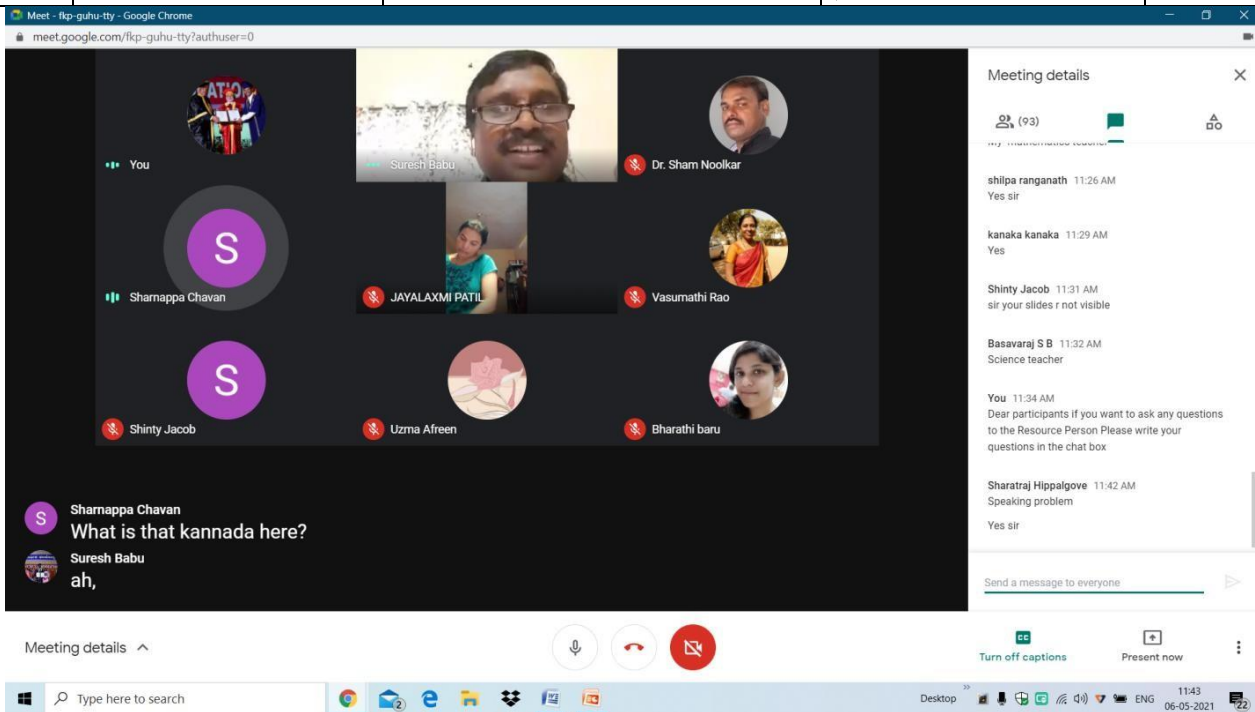 Meet - fkp-guhu-tty - Google Chrome
meet.google.com/fkp-guhu-tty?authuser=0
ATIO
You
Suresh Babu
Dr. Sham Noolkar
S
Sharnappa Chavan
JAYALAXMI PATIL
Vasumathi Rao
S
Shinty Jacob
Uzma Afreen
Bharathi baru
S
Sharnappa Chavan
What is that kannada here?
Suresh Babu
ah,
Meeting details
(93)
My mathematics teacher
shilpa ranganath 11:26 AM
Yes sir
kanaka kanaka 11:29 AM
Yes
Shinty Jacob 11:31 AM
sir your slides r not visible
Basavaraj S B 11:32 AM
Science teacher
You 11:34 AM
Dear participants if you want to ask any questions
to the Resource Person Please write your
questions in the chat box
Sharatraj Hippalgove 11:42 AM
Speaking problem
Yes sir
Send a message to everyone
Meeting details
CC
Turn off captions
Present now
Type here to search
2
Desktop
ENG
11:43
06-05-2021
22